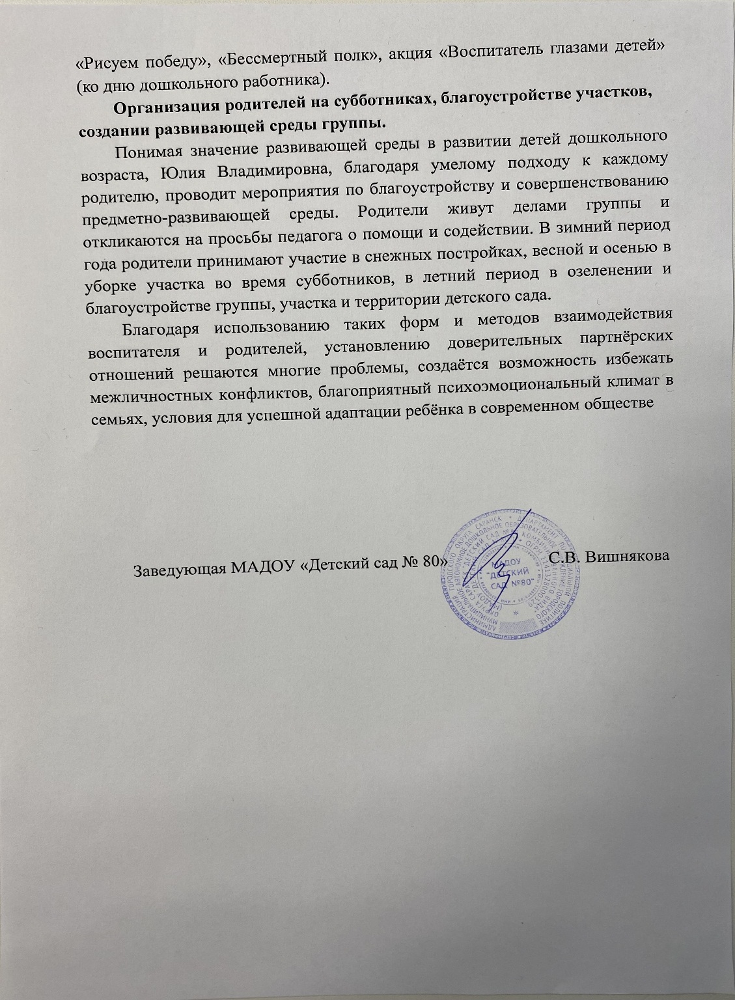 «Рисуем победу», «Бессмертный полк», акция «Воспитатель глазами детей»
(ко дню дошкольного работника).
Организация родителей на субботниках, благоустройстве участков,
создании развивающей среды группы.
Понимая значение развивающей среды в развитии детей дошкольного
возраста, Юлия Владимировна, благодаря умелому подходу к каждому
родителю, проводит мероприятия по благоустройству и совершенствованию
предметно-развивающей среды. Родители живут делами группы и
откликаются на просьбы педагога о помощи и содействии. В зимний период
года родители принимают участие в снежных постройках, весной и осенью в
уборке участка во время субботников, в летний период в озеленении и
благоустройстве группы, участка и территории детского сада.
Благодаря использованию таких форм и методов взаимодействия
воспитателя и родителей, установлению доверительных партнёрских
отношений решаются многие проблемы, создаётся возможность избежать
межличностных конфликтов, благоприятный психоэмоциональный климат в
семьях, условия для успешной адаптации ребёнка в современном обществе
Заведующая МАДОУ «Детский сад № 80»
С.В. Вишнякова
МАДОУ
"ДЕТСКИЙ
САД №80"